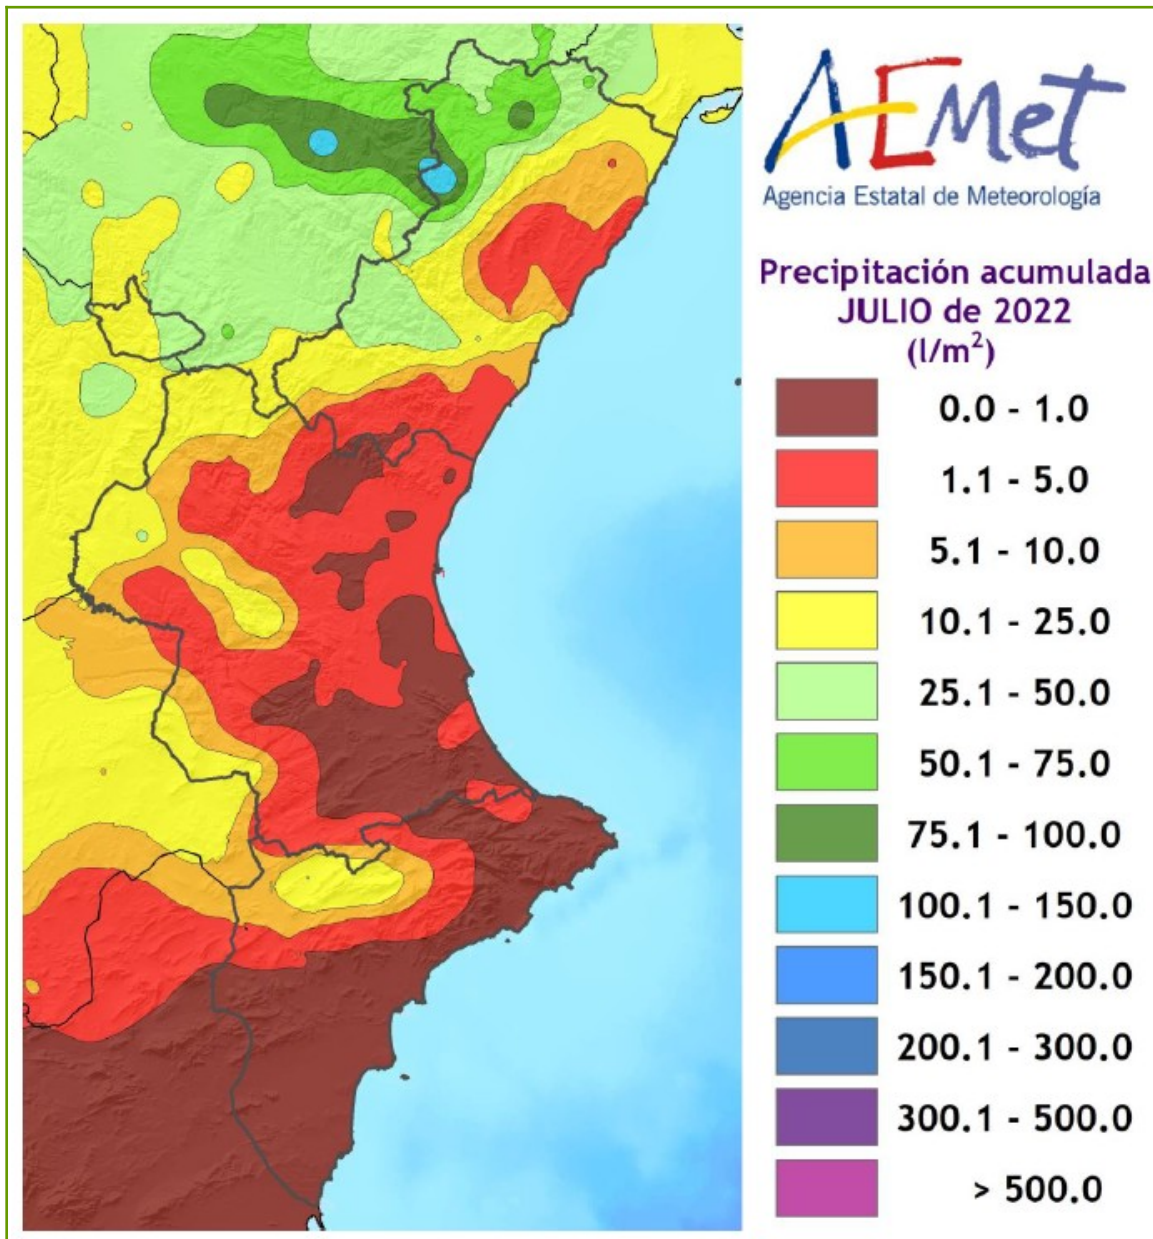 AEMet
Agencia Estatal de Meteorología
Precipitación acumulada
JULIO de 2022
(l/m²)
0.0 - 1.0
1.1 - 5.0
5.1 - 10.0
10.1 - 25.0
25.1 - 50.0
50.1 - 75.0
75.1 - 100.0
100.1 - 150.0
150.1 - 200.0
200.1 - 300.0
300.1 - 500.0
> 500.0